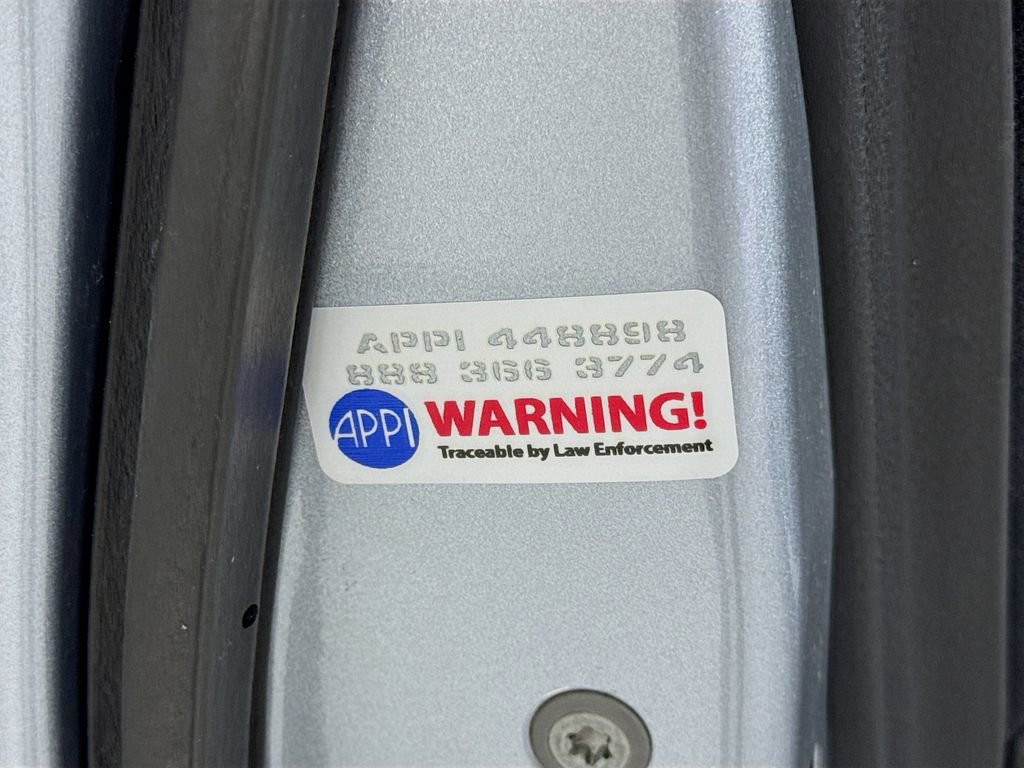 APPI 448898
888 366 3774
APPI WARNING!
Traceable by Law Enforcement